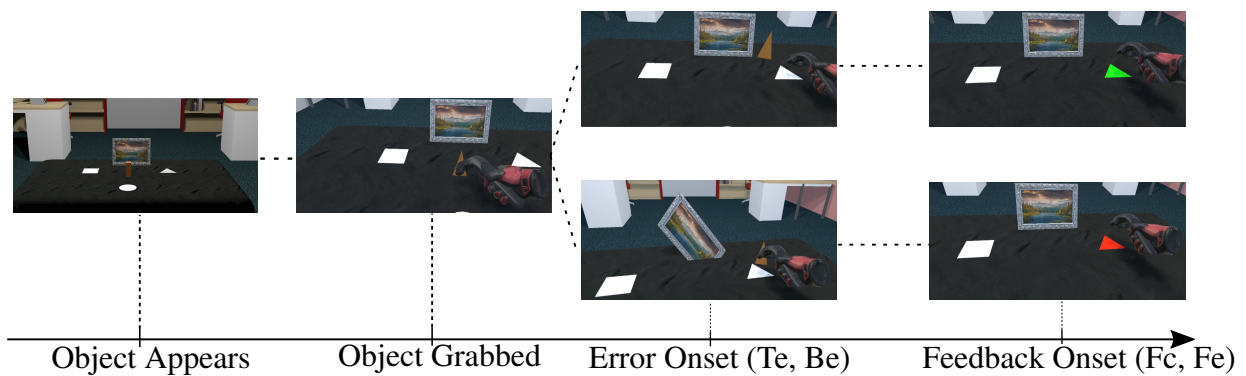 Object Appears
Object Grabbed
Error Onset (Te, Be)
Feedback Onset (Fc, Fe)